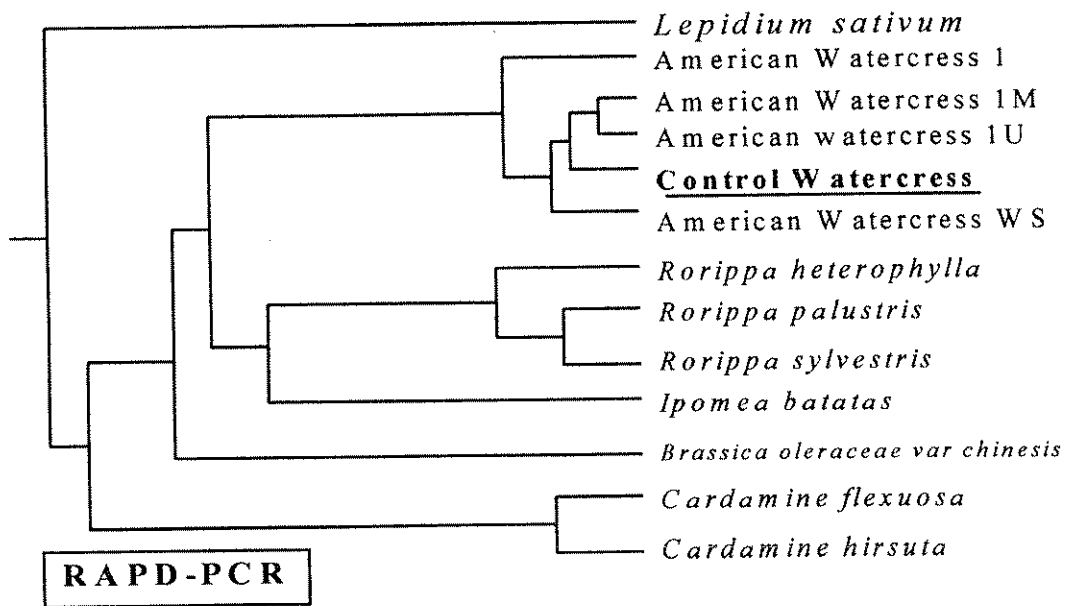 Lepidium sativum
American Watercress 1
American Watercress 1M
American watercress 1U
Control Watercress
American Watercress WS
Rorippa heterophylla
Rorippa palustris
Rorippa sylvestris
Ipomea batatas
Brassica oleraceae var chinesis
Cardamine flexuosa
Cardamine hirsuta
RAPD-PCR